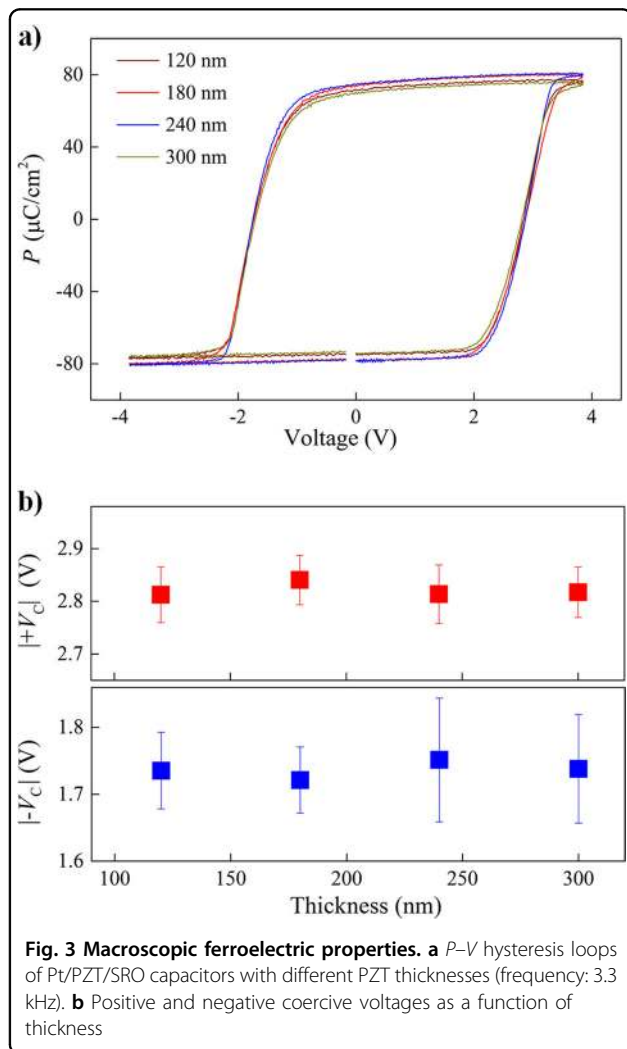 a)
80
40
0
-40
-80
P (μC/cm²)
120 nm
180 nm
240 nm
300 nm
-4 -2 0 2 4
Voltage (V)
b)
2.9
2.8
2.7
|+V_C| (V)
1.8
1.7
1.6
|-V_C| (V)
100 150 200 250 300
Thickness (nm)
Fig. 3 Macroscopic ferroelectric properties. a P–V hysteresis loops
of Pt/PZT/SRO capacitors with different PZT thicknesses (frequency: 3.3
kHz). b Positive and negative coercive voltages as a function of
thickness